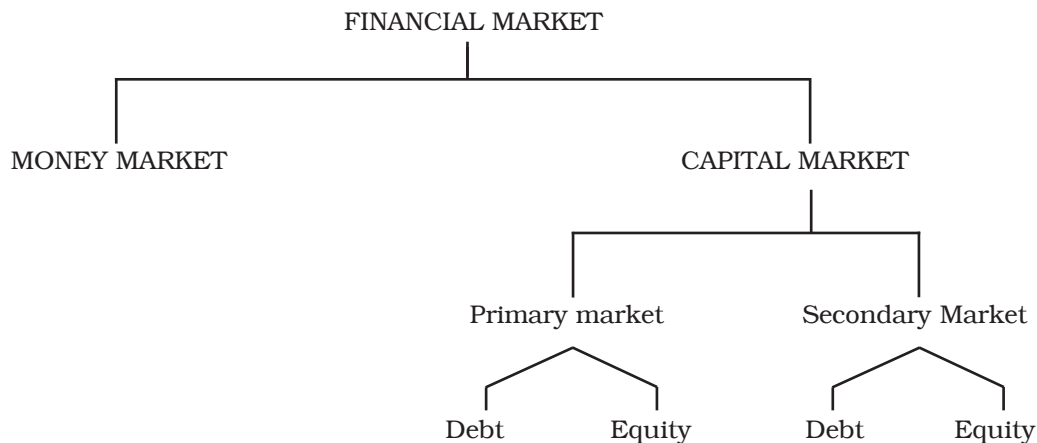 FINANCIAL MARKET
MONEY MARKET
CAPITAL MARKET
Primary market
Secondary Market
Debt
Equity
Debt
Equity